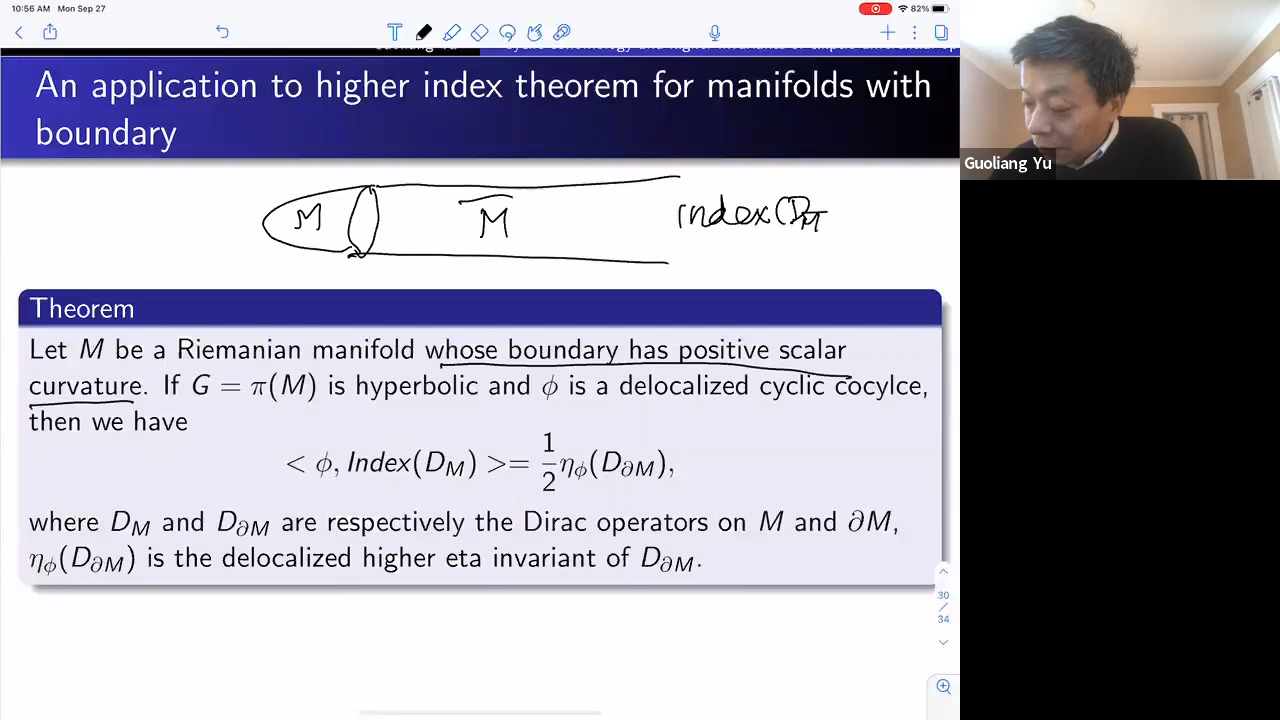 10:56 AM Mon Sep 27
82%
An application to higher index theorem for manifolds with
boundary
M
M̅
index(D_M
Theorem
Let M be a Riemanian manifold whose boundary has positive scalar
curvature. If G = π(M) is hyperbolic and ϕ is a delocalized cyclic cocylce,
then we have
< ϕ, Index(D_M) >= 1/2 η_ϕ(D_∂M),
where D_M and D_∂M are respectively the Dirac operators on M and ∂M,
η_ϕ(D_∂M) is the delocalized higher eta invariant of D_∂M.
30
/
34
Guoliang Yu